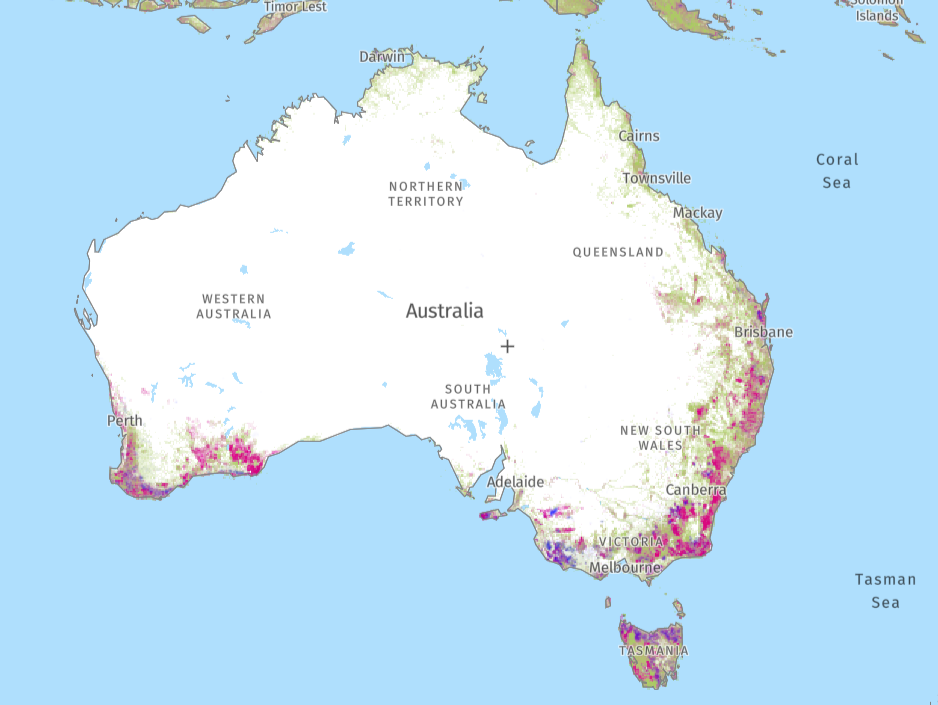 Timor Lest
Solomon
Islands
Darwin
Cairns
Coral
Sea
Townsville
NORTHERN
TERRITORY
Mackay
QUEENSLAND
WESTERN
AUSTRALIA
Australia
Brisbane
SOUTH
AUSTRALIA
Perth
NEW SOUTH
WALES
Adelaide
Canberra
VICTORIA
Melbourne
Tasman
Sea
TASMANIA